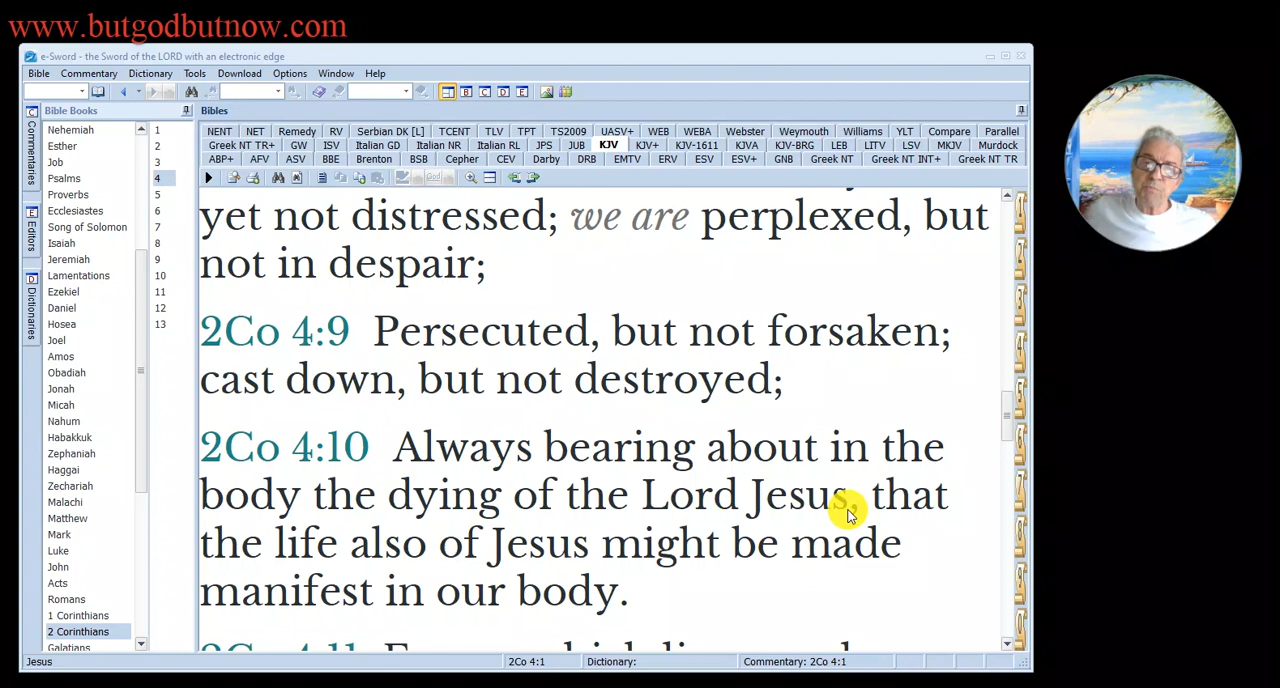 www.butgodbutnow.com
e-Sword - the Sword of the LORD with an electronic edge
Bible Commentary Dictionary Tools Download Options Window Help
B C D E
Bible Books
Bibles
Commentaries
Editors
Dictionaries
Nehemiah
Esther
Job
Psalms
Proverbs
Ecclesiastes
Song of Solomon
Isaiah
Jeremiah
Lamentations
Ezekiel
Daniel
Hosea
Joel
Amos
Obadiah
Jonah
Micah
Nahum
Habakkuk
Zephaniah
Haggai
Zechariah
Malachi
Matthew
Mark
Luke
John
Acts
Romans
1 Corinthians
2 Corinthians
Galatians
1
2
3
4
5
6
7
8
9
10
11
12
13
NENT NET Remedy RV Serbian DK [L] TCENT TLV TPT TS2009 UASV+ WEB WEBA Webster Weymouth Williams YLT Compare Parallel
Greek NT TR+ GW ISV Italian GD Italian NR Italian RL JPS JUB KJV KJV+ KJV-1611 KJVA KJV-BRG LEB LITV LSV MKJV Murdock
ABP+ AFV ASV BBE Brenton BSB Cepher CEV Darby DRB EMTV ERV ESV ESV+ GNB Greek NT Greek NT INT+ Greek NT TR
yet not distressed; we are perplexed, but
not in despair;
2Co 4:9 Persecuted, but not forsaken;
cast down, but not destroyed;
2Co 4:10 Always bearing about in the
body the dying of the Lord Jesus, that
the life also of Jesus might be made
manifest in our body.
Jesus
2Co 4:1
Dictionary:
Commentary: 2Co 4:1